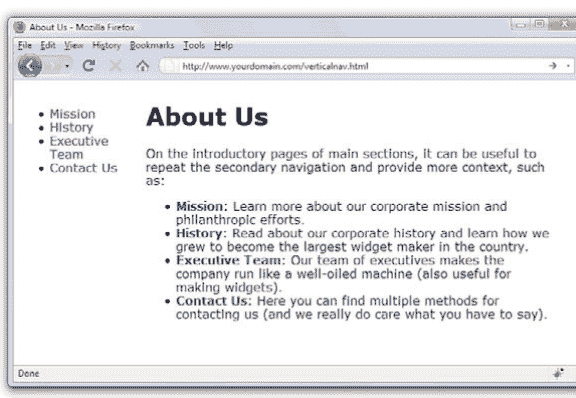 About Us - Mozilla Firefox
File Edit View History Bookmarks Tools Help
http://www.yourdomain.com/verticalnav.html
• Mission
• History
• Executive
Team
• Contact Us
About Us
On the introductory pages of main sections, it can be useful to
repeat the secondary navigation and provide more context, such
as:
• Mission: Learn more about our corporate mission and
philanthropic efforts.
• History: Read about our corporate history and learn how we
grew to become the largest widget maker in the country.
• Executive Team: Our team of executives makes the
company run like a well-oiled machine (also useful for
making widgets).
• Contact Us: Here you can find multiple methods for
contacting us (and we really do care what you have to say).
Done